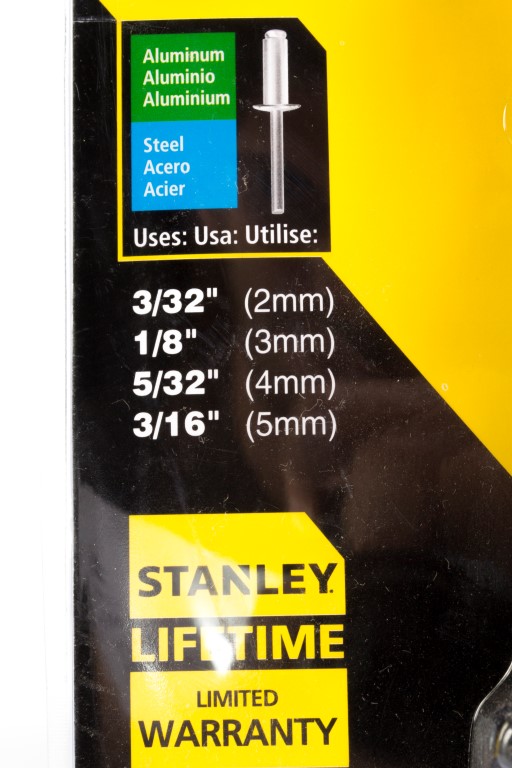 Aluminum
Aluminio
Aluminium
Steel
Acero
Acier
Uses: Usa: Utilise:
3/32" (2mm)
1/8" (3mm)
5/32" (4mm)
3/16" (5mm)
STANLEY.
LIFETIME
LIMITED
WARRANTY